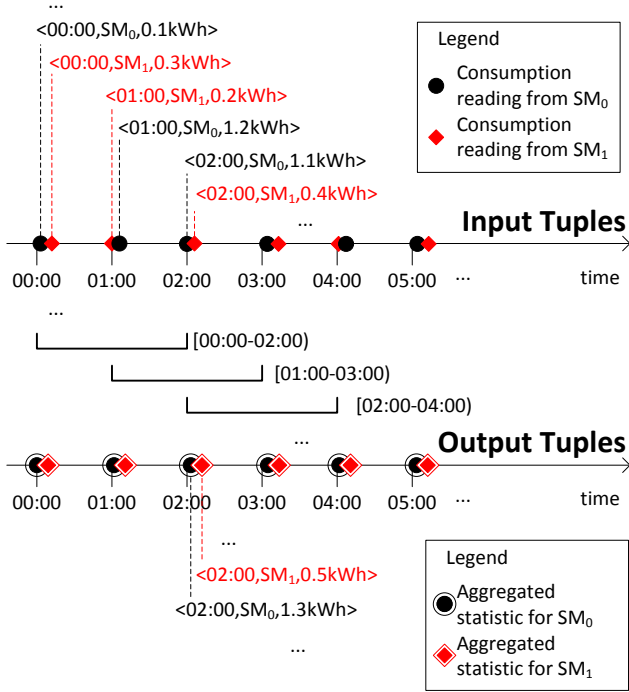 ...
<00:00,SM₀,0.1kWh>
<00:00,SM₁,0.3kWh>
<01:00,SM₁,0.2kWh>
<01:00,SM₀,1.2kWh>
<02:00,SM₀,1.1kWh>
<02:00,SM₁,0.4kWh>
...
Legend
Consumption
reading from SM₀
Consumption
reading from SM₁
Input Tuples
00:00 01:00 02:00 03:00 04:00 05:00 ... time
...
[00:00-02:00)
[01:00-03:00)
[02:00-04:00)
...
Output Tuples
00:00 01:00 02:00 03:00 04:00 05:00 ... time
...
<02:00,SM₁,0.5kWh>
<02:00,SM₀,1.3kWh>
...
Legend
Aggregated
statistic for SM₀
Aggregated
statistic for SM₁